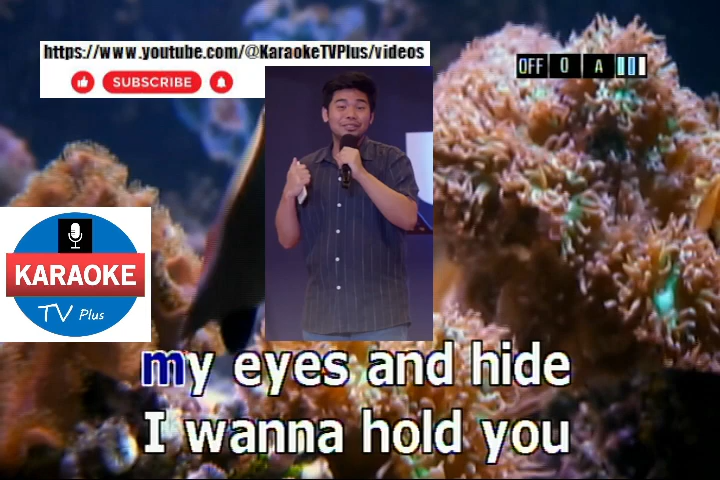 https://www.youtube.com/@KaraokeTVPlus/videos
SUBSCRIBE
OFF 0 A
KARAOKE
TV Plus
my eyes and hide
I wanna hold you